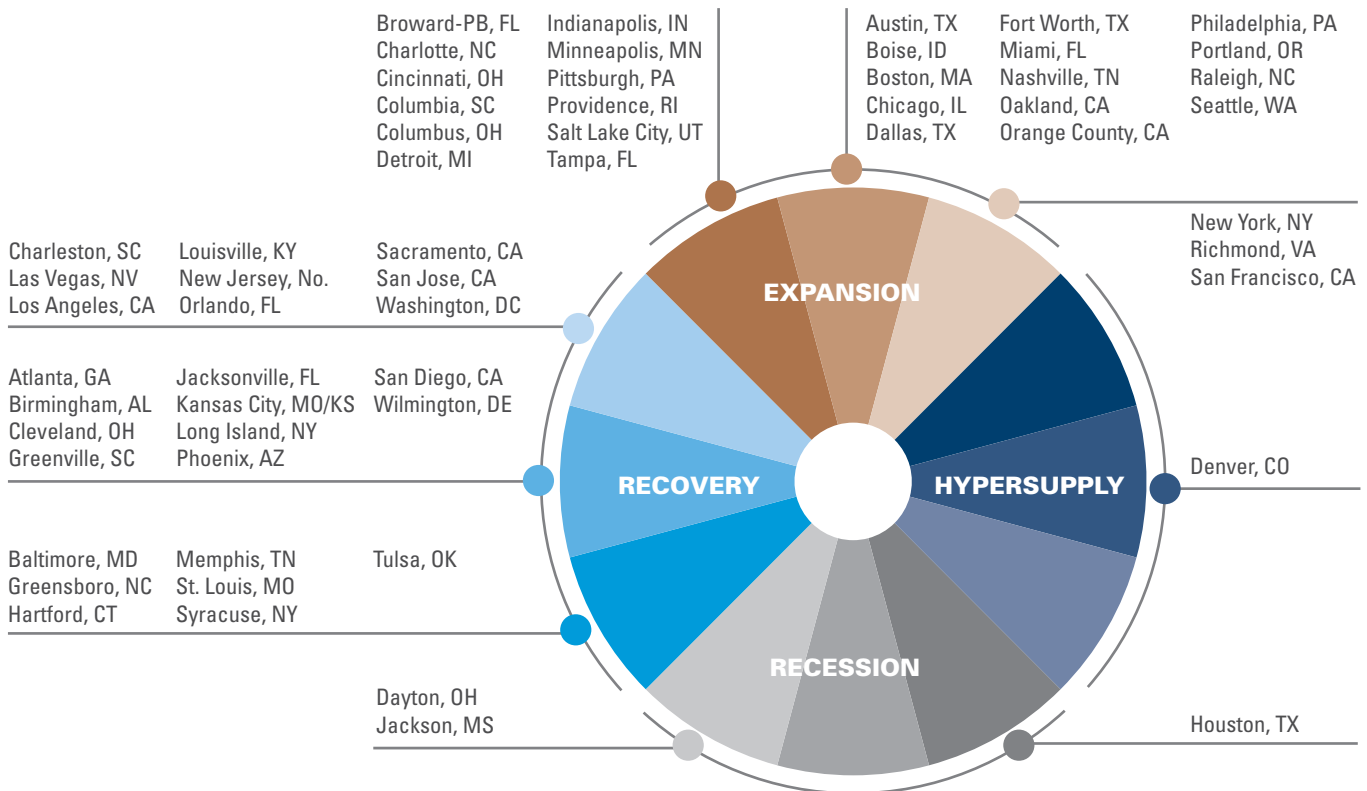 Broward-PB, FL
Charlotte, NC
Cincinnati, OH
Columbia, SC
Columbus, OH
Detroit, MI
Indianapolis, IN
Minneapolis, MN
Pittsburgh, PA
Providence, RI
Salt Lake City, UT
Tampa, FL
Austin, TX
Boise, ID
Boston, MA
Chicago, IL
Dallas, TX
Fort Worth, TX
Miami, FL
Nashville, TN
Oakland, CA
Orange County, CA
Philadelphia, PA
Portland, OR
Raleigh, NC
Seattle, WA
New York, NY
Richmond, VA
San Francisco, CA
Charleston, SC
Las Vegas, NV
Los Angeles, CA
Louisville, KY
New Jersey, No.
Orlando, FL
Sacramento, CA
San Jose, CA
Washington, DC
EXPANSION
Atlanta, GA
Birmingham, AL
Cleveland, OH
Greenville, SC
Jacksonville, FL
Kansas City, MO/KS
Long Island, NY
Phoenix, AZ
San Diego, CA
Wilmington, DE
RECOVERY
HYPERSUPPLY
Denver, CO
Baltimore, MD
Greensboro, NC
Hartford, CT
Memphis, TN
St. Louis, MO
Syracuse, NY
Tulsa, OK
RECESSION
Dayton, OH
Jackson, MS
Houston, TX